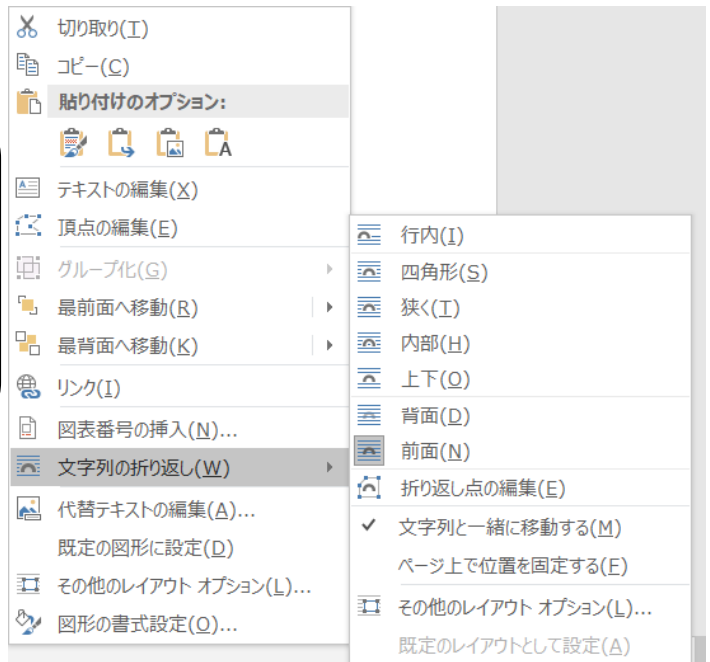 切り取り(T)
コピー(C)
貼り付けのオプション:
テキストの編集(X)
頂点の編集(E)
グループ化(G)
最前面へ移動(R)
最背面へ移動(K)
リンク(I)
図表番号の挿入(N)...
文字列の折り返し(W)
代替テキストの編集(A)...
既定の図形に設定(D)
その他のレイアウト オプション(L)...
図形の書式設定(O)...
行内(I)
四角形(S)
狭く(T)
内部(H)
上下(O)
背面(D)
前面(N)
折り返し点の編集(E)
文字列と一緒に移動する(M)
ページ上で位置を固定する(F)
その他のレイアウト オプション(L)...
既定のレイアウトとして設定(A)